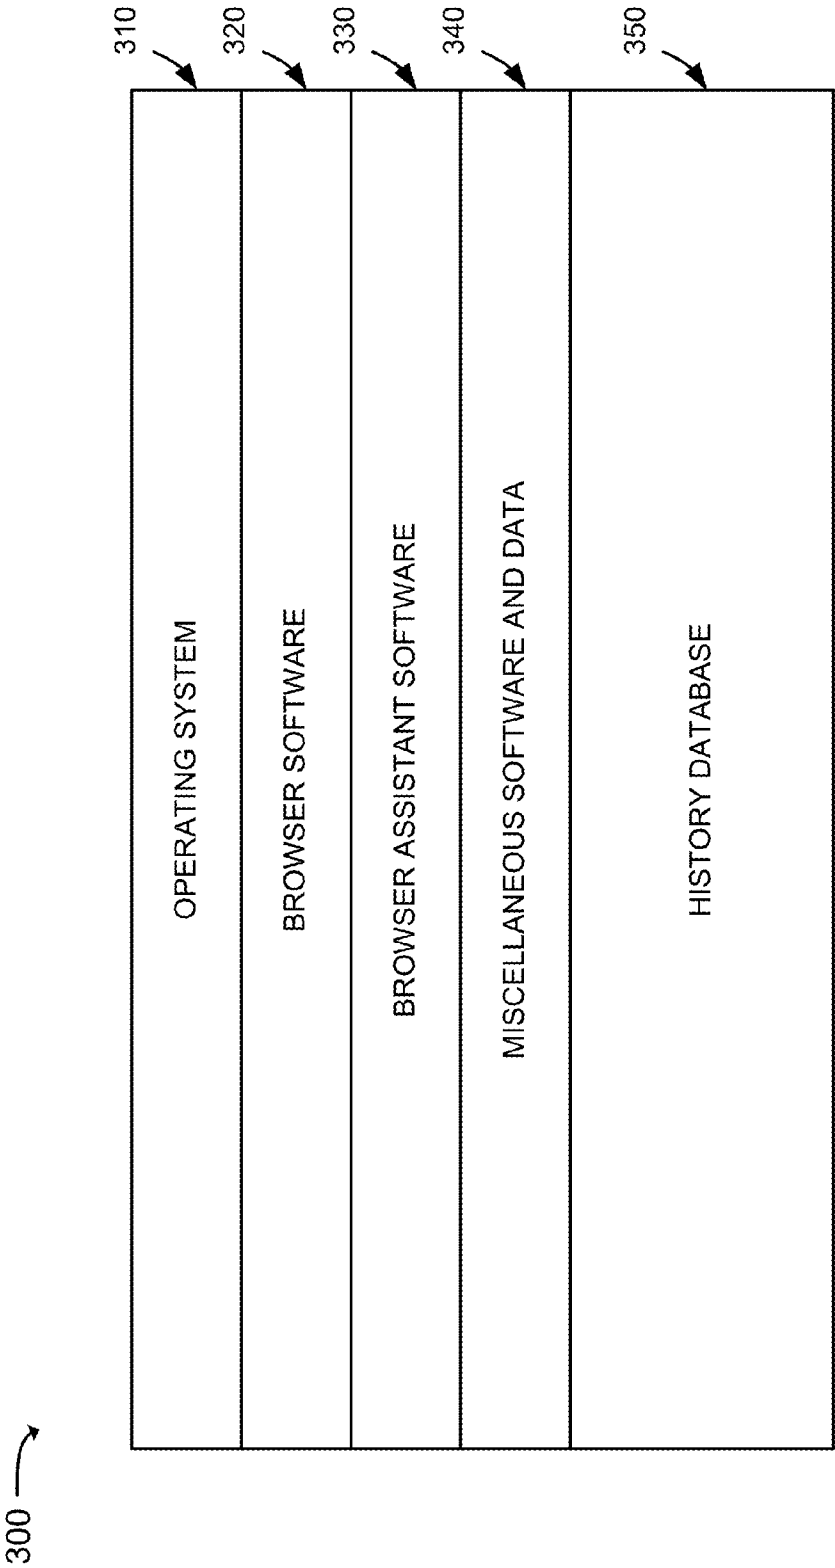 300
OPERATING SYSTEM
310
BROWSER SOFTWARE
320
BROWSER ASSISTANT SOFTWARE
330
MISCELLANEOUS SOFTWARE AND DATA
340
HISTORY DATABASE
350